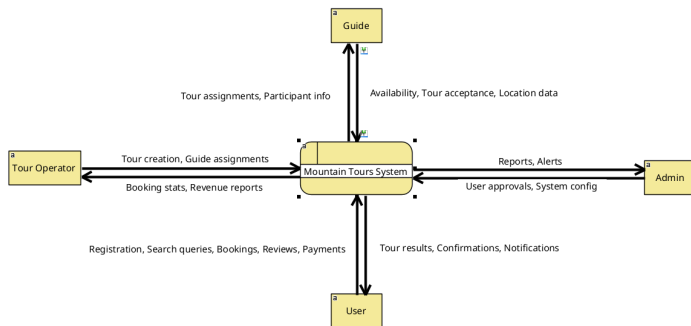 a
Guide
Tour assignments, Participant info
Availability, Tour acceptance, Location data
a
Tour Operator
Tour creation, Guide assignments
Booking stats, Revenue reports
a
Mountain Tours System
Reports, Alerts
User approvals, System config
a
Admin
Registration, Search queries, Bookings, Reviews, Payments
Tour results, Confirmations, Notifications
a
User